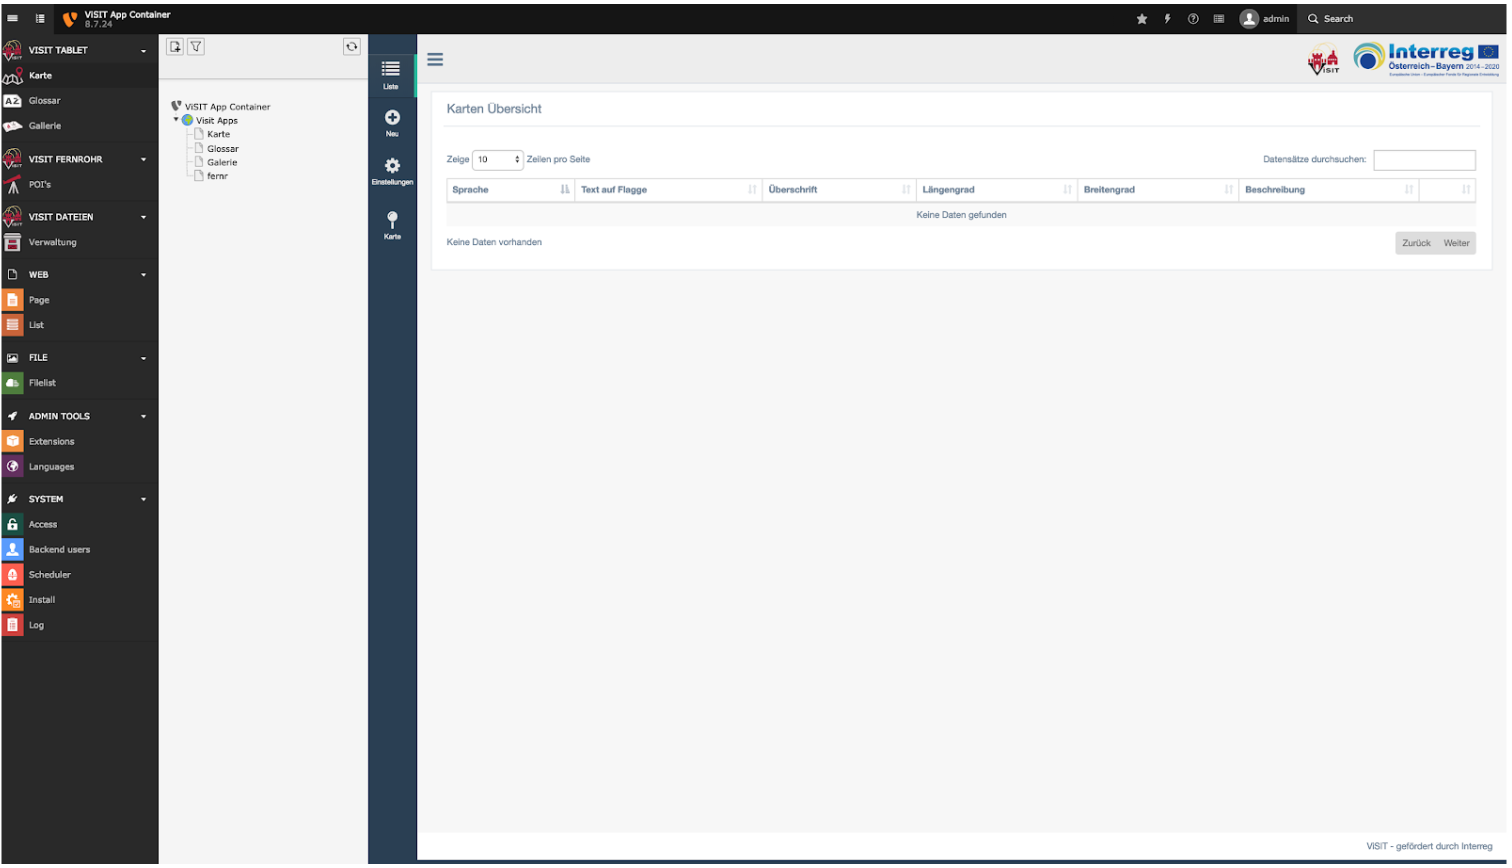 ViSIT App Container
8.7.24
admin
Search
VISIT TABLET
Karte
Glossar
Gallerie
VISIT FERNROHR
POI's
VISIT DATEIEN
Verwaltung
WEB
Page
List
FILE
Filelist
ADMIN TOOLS
Extensions
Languages
SYSTEM
Access
Backend users
Scheduler
Install
Log
ViSIT App Container
Visit Apps
Karte
Glossar
Galerie
fernr
Liste
Neu
Einstellungen
Karte
ViSIT
Interreg
Österreich-Bayern 2014-2020
Karten Übersicht
Zeige 10 Zeilen pro Seite
Datensätze durchsuchen:
Sprache Text auf Flagge Überschrift Längengrad Breitengrad Beschreibung
Keine Daten gefunden
Keine Daten vorhanden
Zurück Weiter
ViSIT - gefördert durch Interreg